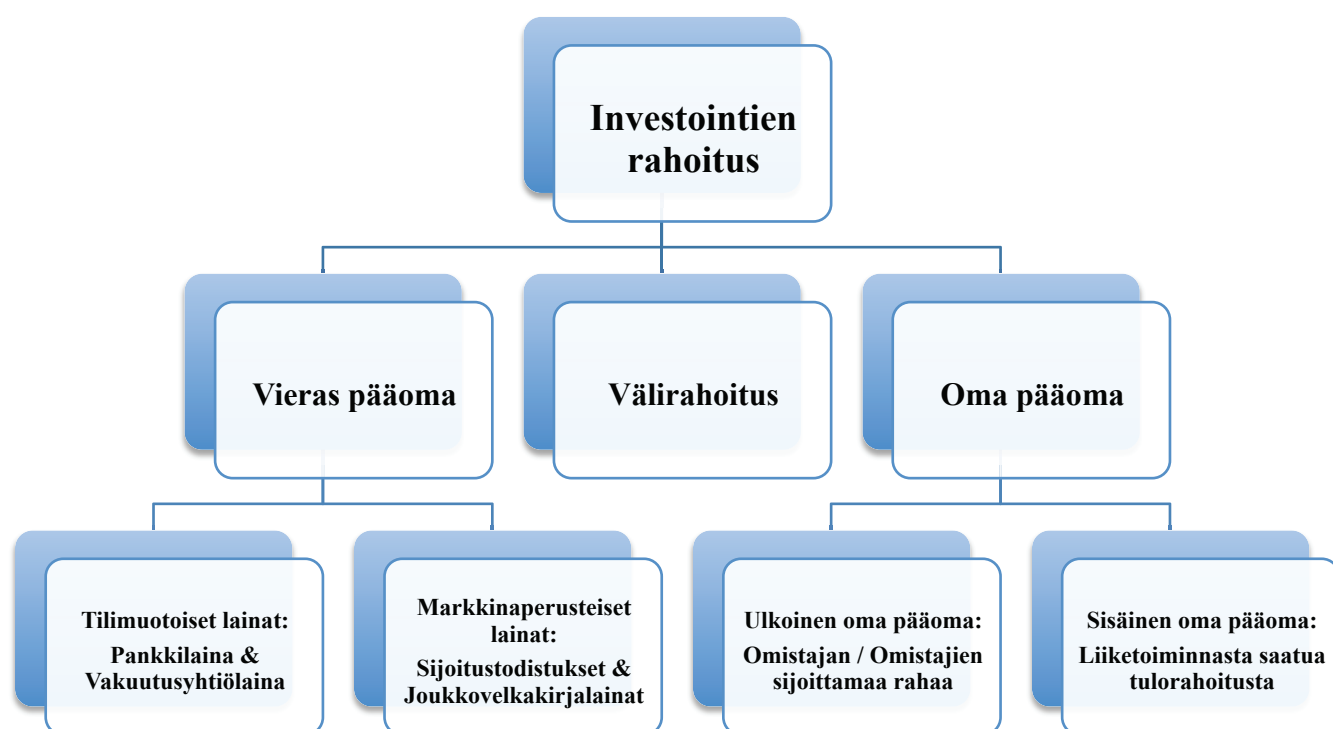 Investointien
rahoitus
Vieras pääoma
Välirahoitus
Oma pääoma
Tilimuotoiset lainat:
Pankkilaina &
Vakuutusyhtiölaina
Markkinaperusteiset
lainat:
Sijoitustodistukset &
Joukkovelkakirjalainat
Ulkoinen oma pääoma:
Omistajan / Omistajien
sijoittamaa rahaa
Sisäinen oma pääoma:
Liiketoiminnasta saatua
tulorahoitusta